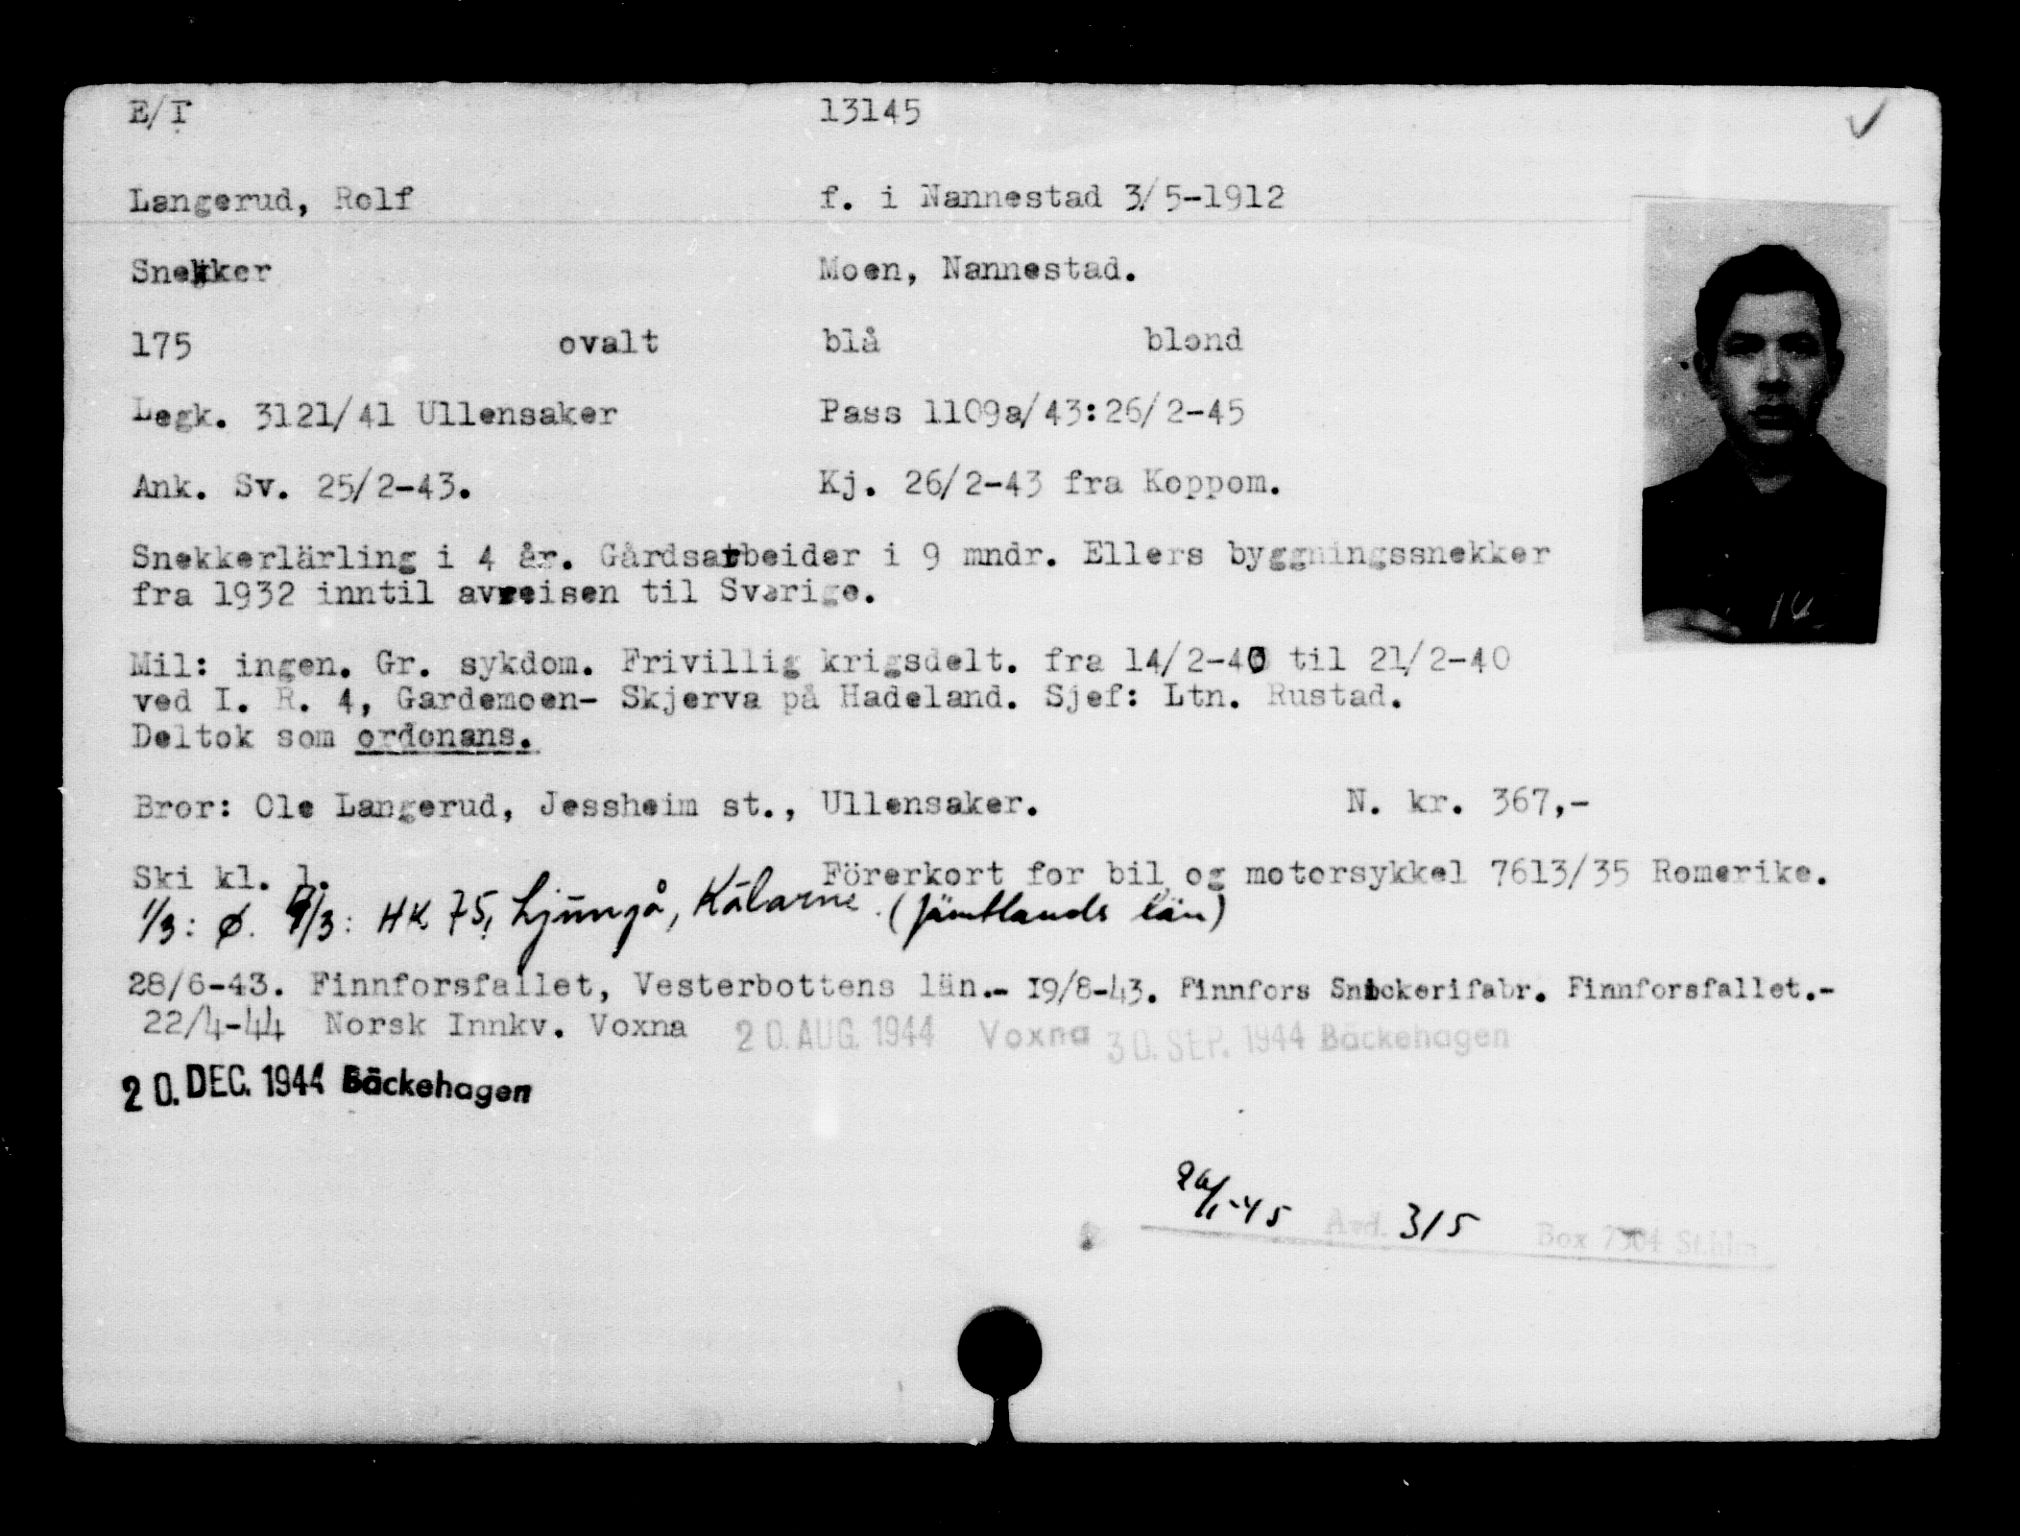 E/I 13145
Langerud, Rolf f. i Nannestad 3/5-1912
Snekker Moen, Nannestad.
175 ovalt blå blond
Legk. 3121/41 Ullensaker Pass 1109a/43:26/2-45
Ank. Sv. 25/2-43. Kj. 26/2-43 fra Koppom.
Snekkerlärling i 4 år. Gårdsarbeider i 9 mndr. Ellers byggningssnekker
fra 1932 inntil avreisen til Sverige.
Mil: ingen. Gr. sykdom. Frivillig krigsdelt. fra 14/2-40 til 21/2-40
ved I. R. 4, Gardemoen- Skjerva på Hadeland. Sjef: Ltn. Rustad.
Deltok som ordonans.
Bror: Ole Langerud, Jessheim st., Ullensaker. N. kr. 367,-
Ski kl. 1. Förerkort for bil og motorsykkel 7613/35 Romerike.
1/3: Ø. 9/3: HK 75, Ljungå, Kälarne. (Jämtlands län)
28/6-43. Finnforsfallet, Vesterbottens län.- 19/8-43. Finnfors Snickerifabr. Finnforsfallet.-
22/4-44 Norsk Innkv. Voxna 20. AUG. 1944 Voxna 30. SEP. 1944 Bäckehagen
20. DEC. 1944 Bäckehagen
26/1-45 Avd. 315 Box 7304 Sthlm
14